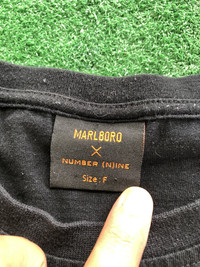 MARLBORO
X
NUMBER (N)INE
Size: F